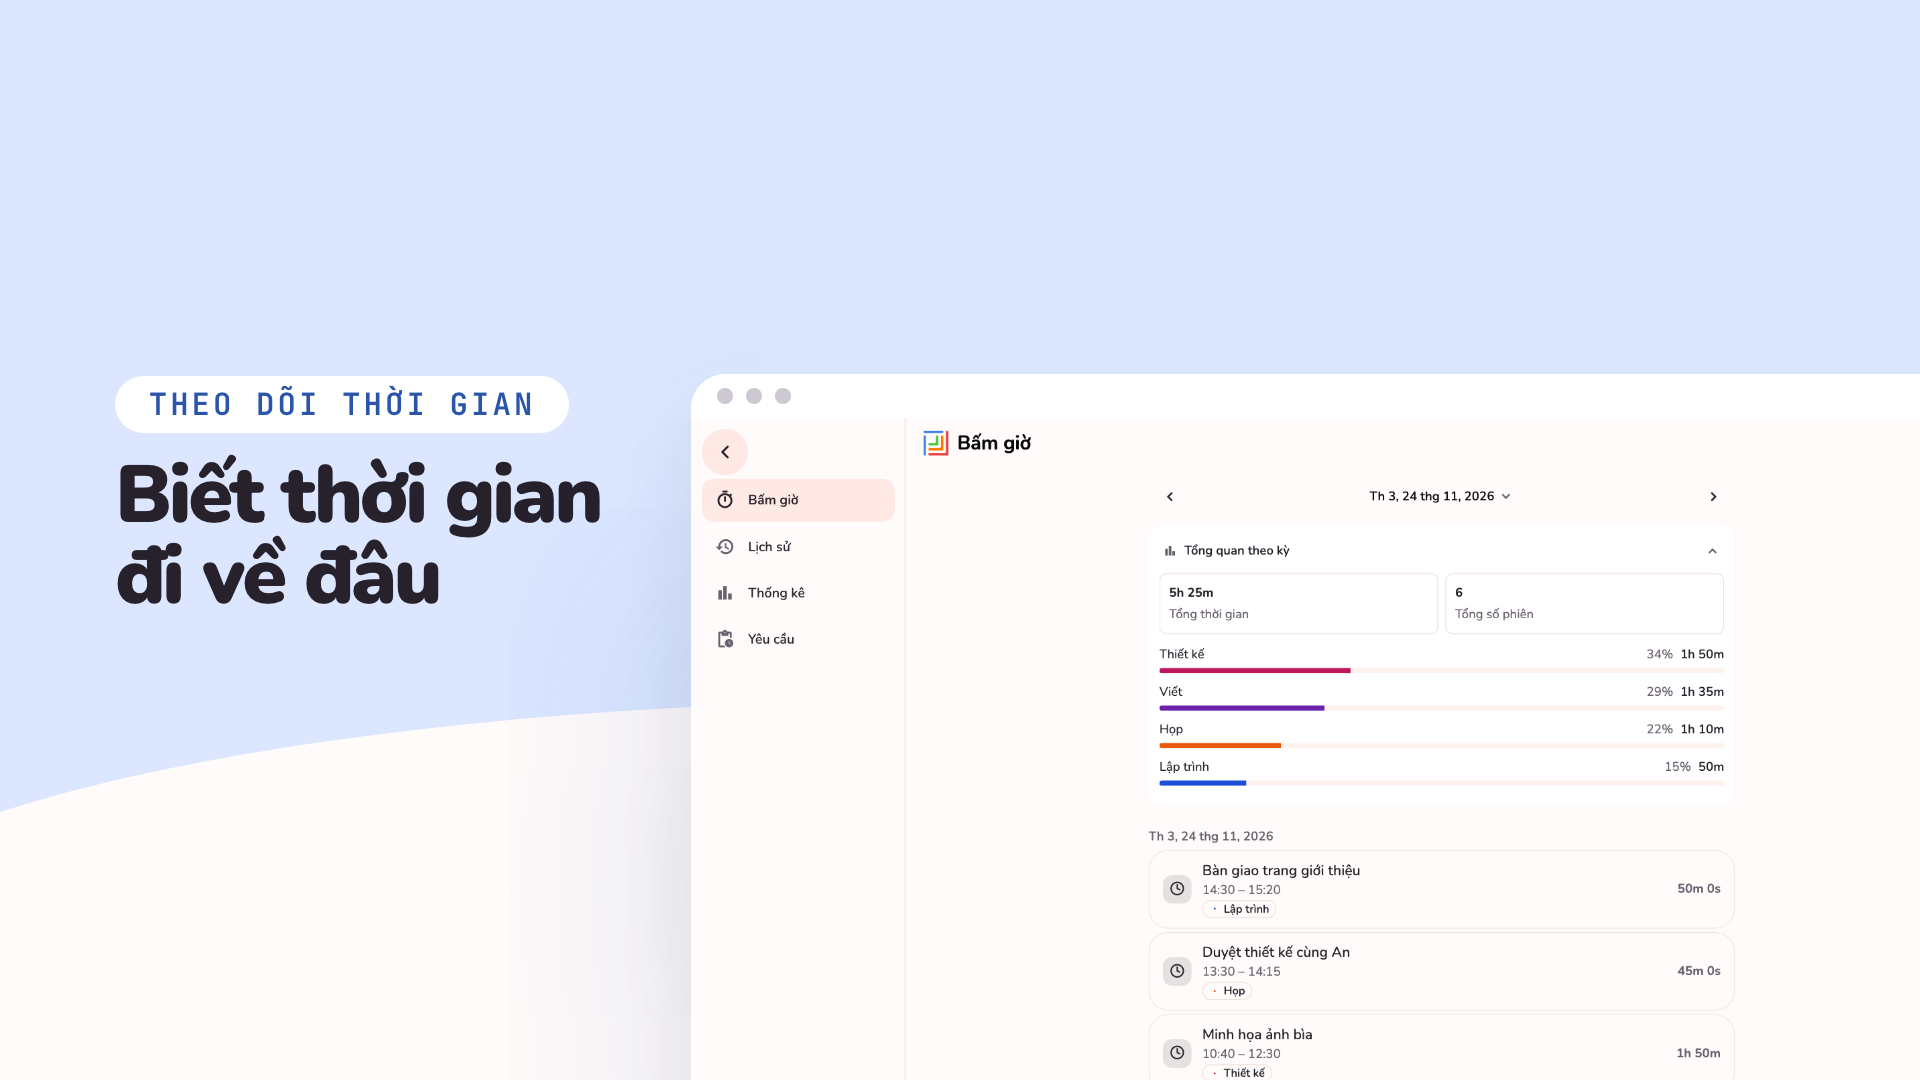 THEO DÕI THỜI GIAN
Biết thời gian
đi về đâu
Bấm giờ
Lịch sử
Thống kê
Yêu cầu
Bấm giờ
Th 3, 24 thg 11, 2026
Tổng quan theo kỳ
5h 25m
Tổng thời gian
6
Tổng số phiên
Thiết kế 34% 1h 50m
Viết 29% 1h 35m
Họp 22% 1h 10m
Lập trình 15% 50m
Th 3, 24 thg 11, 2026
Bàn giao trang giới thiệu
14:30 – 15:20
Lập trình
50m 0s
Duyệt thiết kế cùng An
13:30 – 14:15
Họp
45m 0s
Minh họa ảnh bìa
10:40 – 12:30
Thiết kế
1h 50m